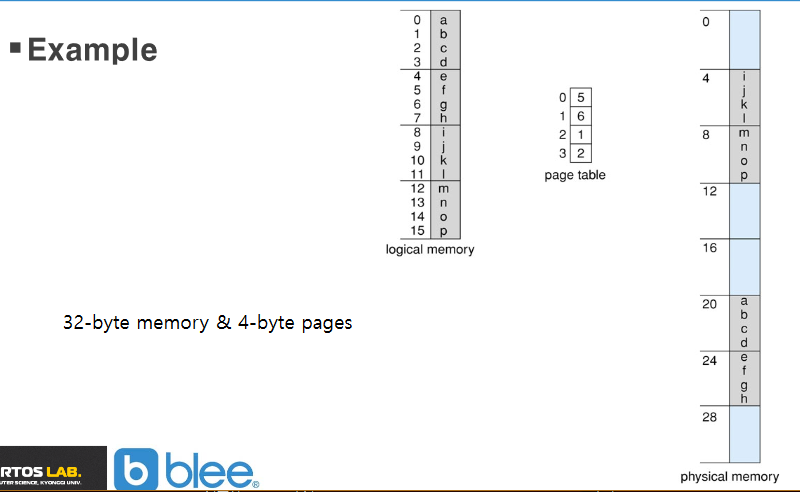 ▪Example
0 a
1 b
2 c
3 d
4 e
5 f
6 g
7 h
8 i
9 j
10 k
11 l
12 m
13 n
14 o
15 p
logical memory
0 5
1 6
2 1
3 2
page table
0
4 i
j
k
l
8 m
n
o
p
12
16
20 a
b
c
d
24 e
f
g
h
28
physical memory
32-byte memory & 4-byte pages
RTOS LAB.
UTER SCIENCE, KYONGGI UNIV.
b blee®